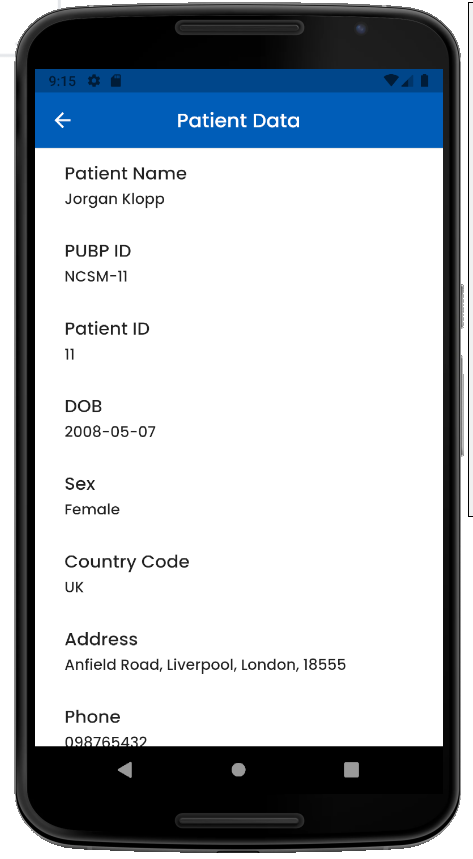 9:15
Patient Data
Patient Name
Jorgan Klopp
PUBP ID
NCSM-11
Patient ID
11
DOB
2008-05-07
Sex
Female
Country Code
UK
Address
Anfield Road, Liverpool, London, 18555
Phone
098765432